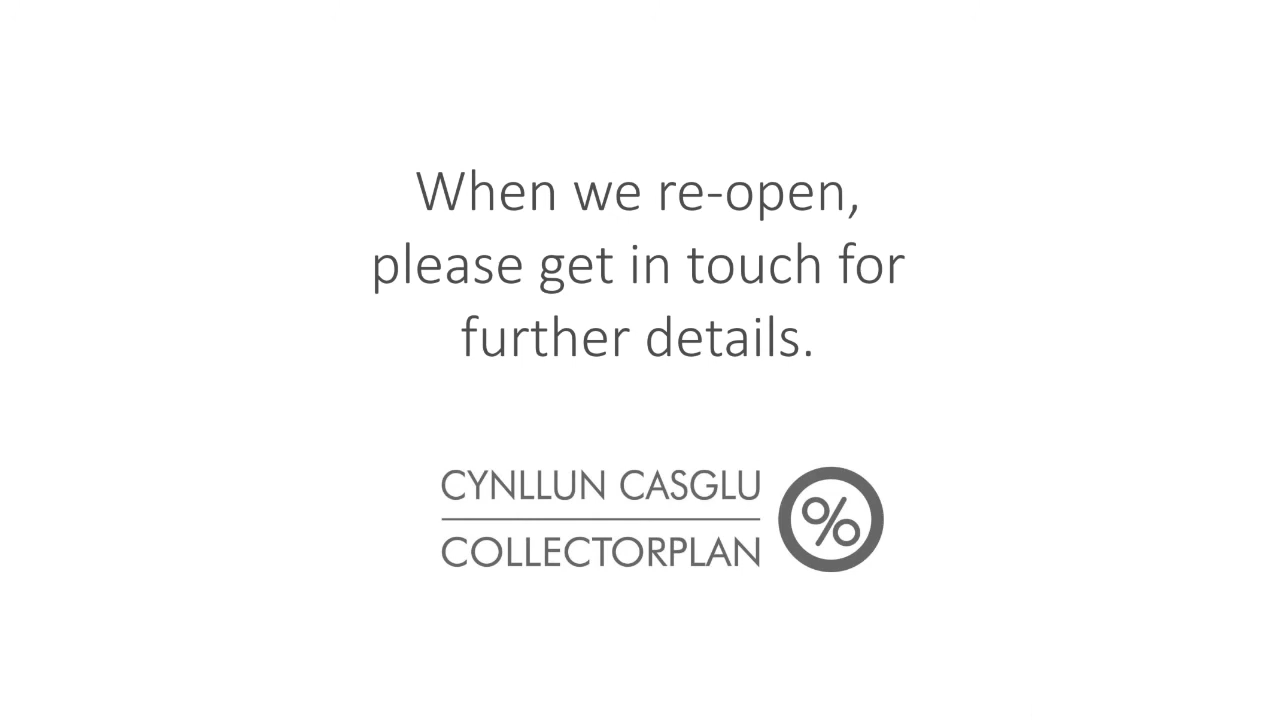 When we re-open,
please get in touch for
further details.
CYNLLUN CASGLU
COLLECTORPLAN
%